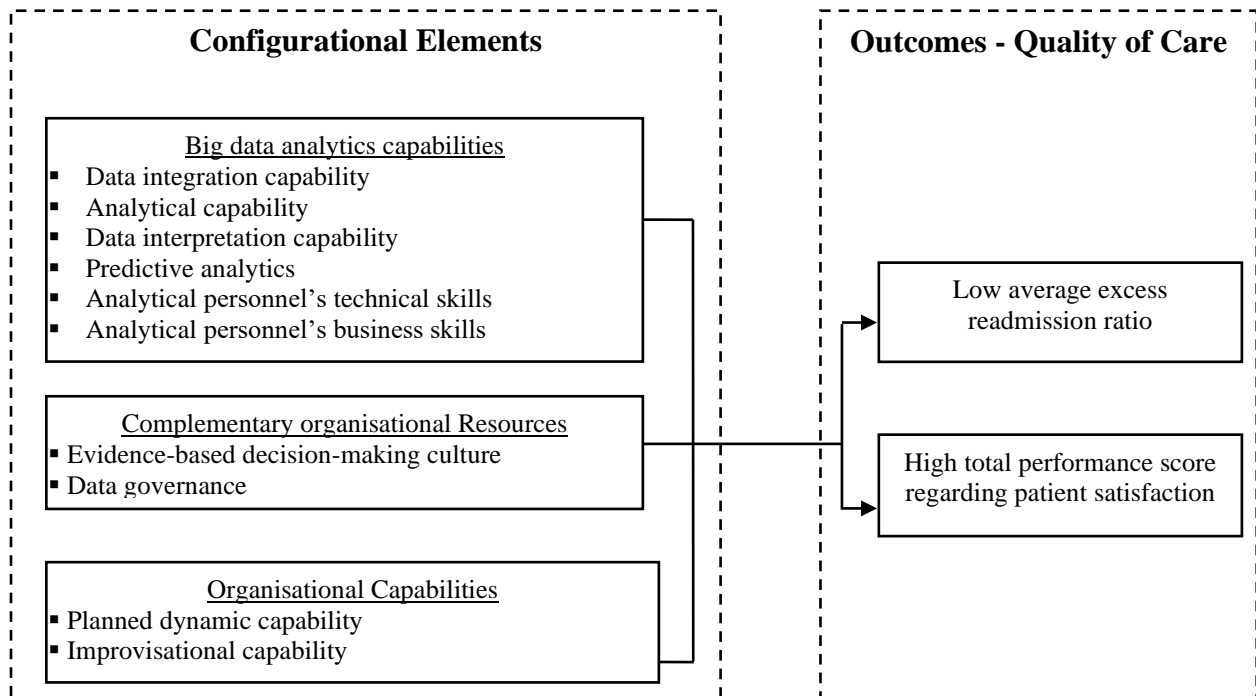 Configurational Elements
Big data analytics capabilities
▪ Data integration capability
▪ Analytical capability
▪ Data interpretation capability
▪ Predictive analytics
▪ Analytical personnel’s technical skills
▪ Analytical personnel’s business skills
Complementary organisational Resources
▪ Evidence-based decision-making culture
▪ Data governance
Organisational Capabilities
▪ Planned dynamic capability
▪ Improvisational capability
Outcomes - Quality of Care
Low average excess
readmission ratio
High total performance score
regarding patient satisfaction